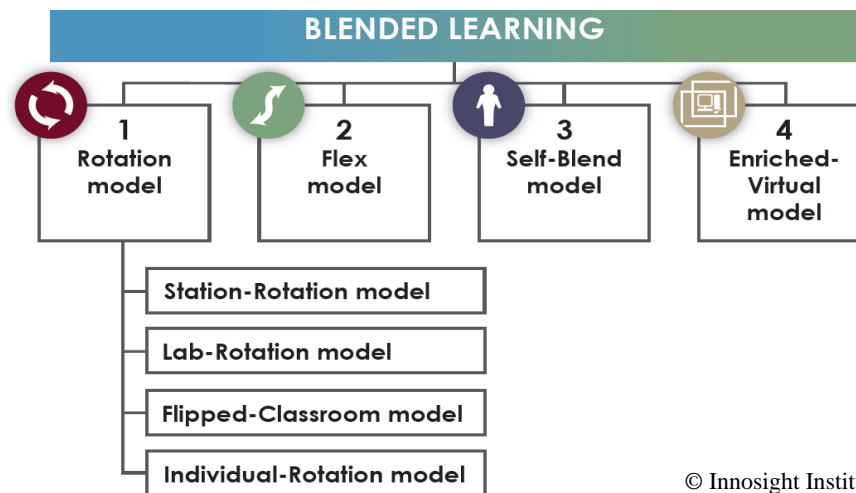 BLENDED LEARNING
1
Rotation
model
2
Flex
model
3
Self-Blend
model
4
Enriched-
Virtual
model
Station-Rotation model
Lab-Rotation model
Flipped-Classroom model
Individual-Rotation model
© Innosight Instit